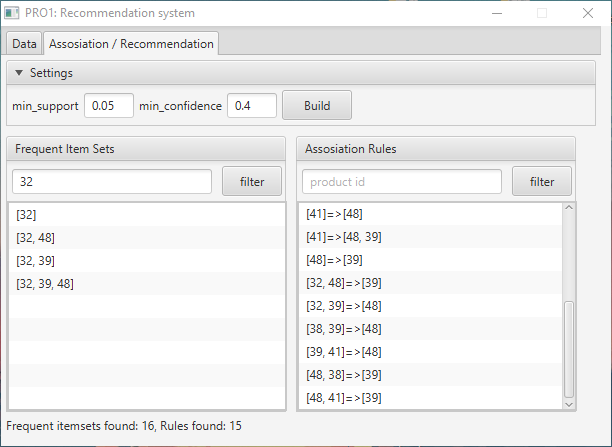 PRO1: Recommendation system
Data
Assosiation / Recommendation
Settings
min_support 0.05 min_confidence 0.4 Build
Frequent Item Sets
32 filter
[32]
[32, 48]
[32, 39]
[32, 39, 48]
Assosiation Rules
product id filter
[41]=>[48]
[41]=>[48, 39]
[48]=>[39]
[32, 48]=>[39]
[32, 39]=>[48]
[38, 39]=>[48]
[39, 41]=>[48]
[48, 38]=>[39]
[48, 41]=>[39]
Frequent itemsets found: 16, Rules found: 15